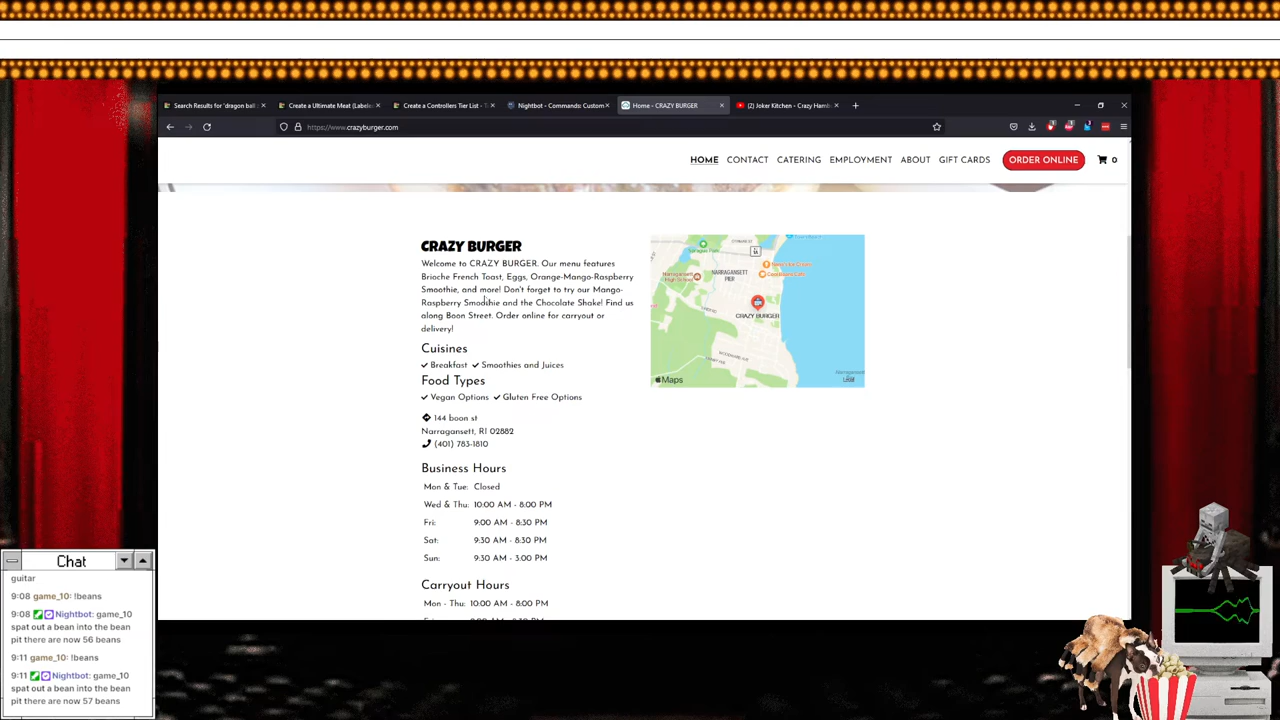 Search Results for 'dragon ball
Create a Ultimate Meat (Labele
Create a Controllers Tier List - T
Nightbot - Commands: Custom
Home - CRAZY BURGER
(2) Joker Kitchen - Crazy Hamb
https://www.crazyburger.com
HOME CONTACT CATERING EMPLOYMENT ABOUT GIFT CARDS ORDER ONLINE 0
CRAZY BURGER
Welcome to CRAZY BURGER. Our menu features
Brioche French Toast, Eggs, Orange-Mango-Raspberry
Smoothie, and more! Don't forget to try our Mango-
Raspberry Smoothie and the Chocolate Shake! Find us
along Boon Street. Order online for carryout or
delivery!
Cuisines
Breakfast Smoothies and Juices
Food Types
Vegan Options Gluten Free Options
144 boon st
Narragansett, RI 02882
(401) 783-1810
Business Hours
Mon & Tue: Closed
Wed & Thu: 10:00 AM - 8:00 PM
Fri: 9:00 AM - 8:30 PM
Sat: 9:30 AM - 8:30 PM
Sun: 9:30 AM - 3:00 PM
Carryout Hours
Mon - Thu: 10:00 AM - 8:00 PM
NARRAGANSETT
PIER
CRAZY BURGER
Maps
Chat
guitar
9:08 game_10: !beans
9:08 Nightbot: game_10
spat out a bean into the bean
pit there are now 56 beans
9:11 game_10: !beans
9:11 Nightbot: game_10
spat out a bean into the bean
pit there are now 57 beans